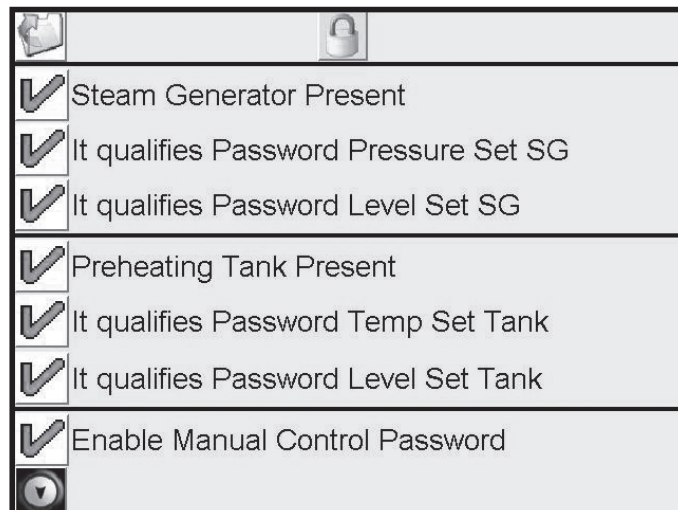 Steam Generator Present
It qualifies Password Pressure Set SG
It qualifies Password Level Set SG
Preheating Tank Present
It qualifies Password Temp Set Tank
It qualifies Password Level Set Tank
Enable Manual Control Password